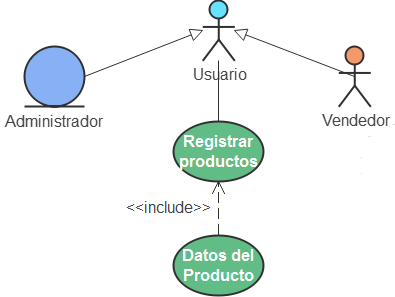 Usuario
Administrador
Vendedor
Registrar
productos
<<include>>
Datos del
Producto